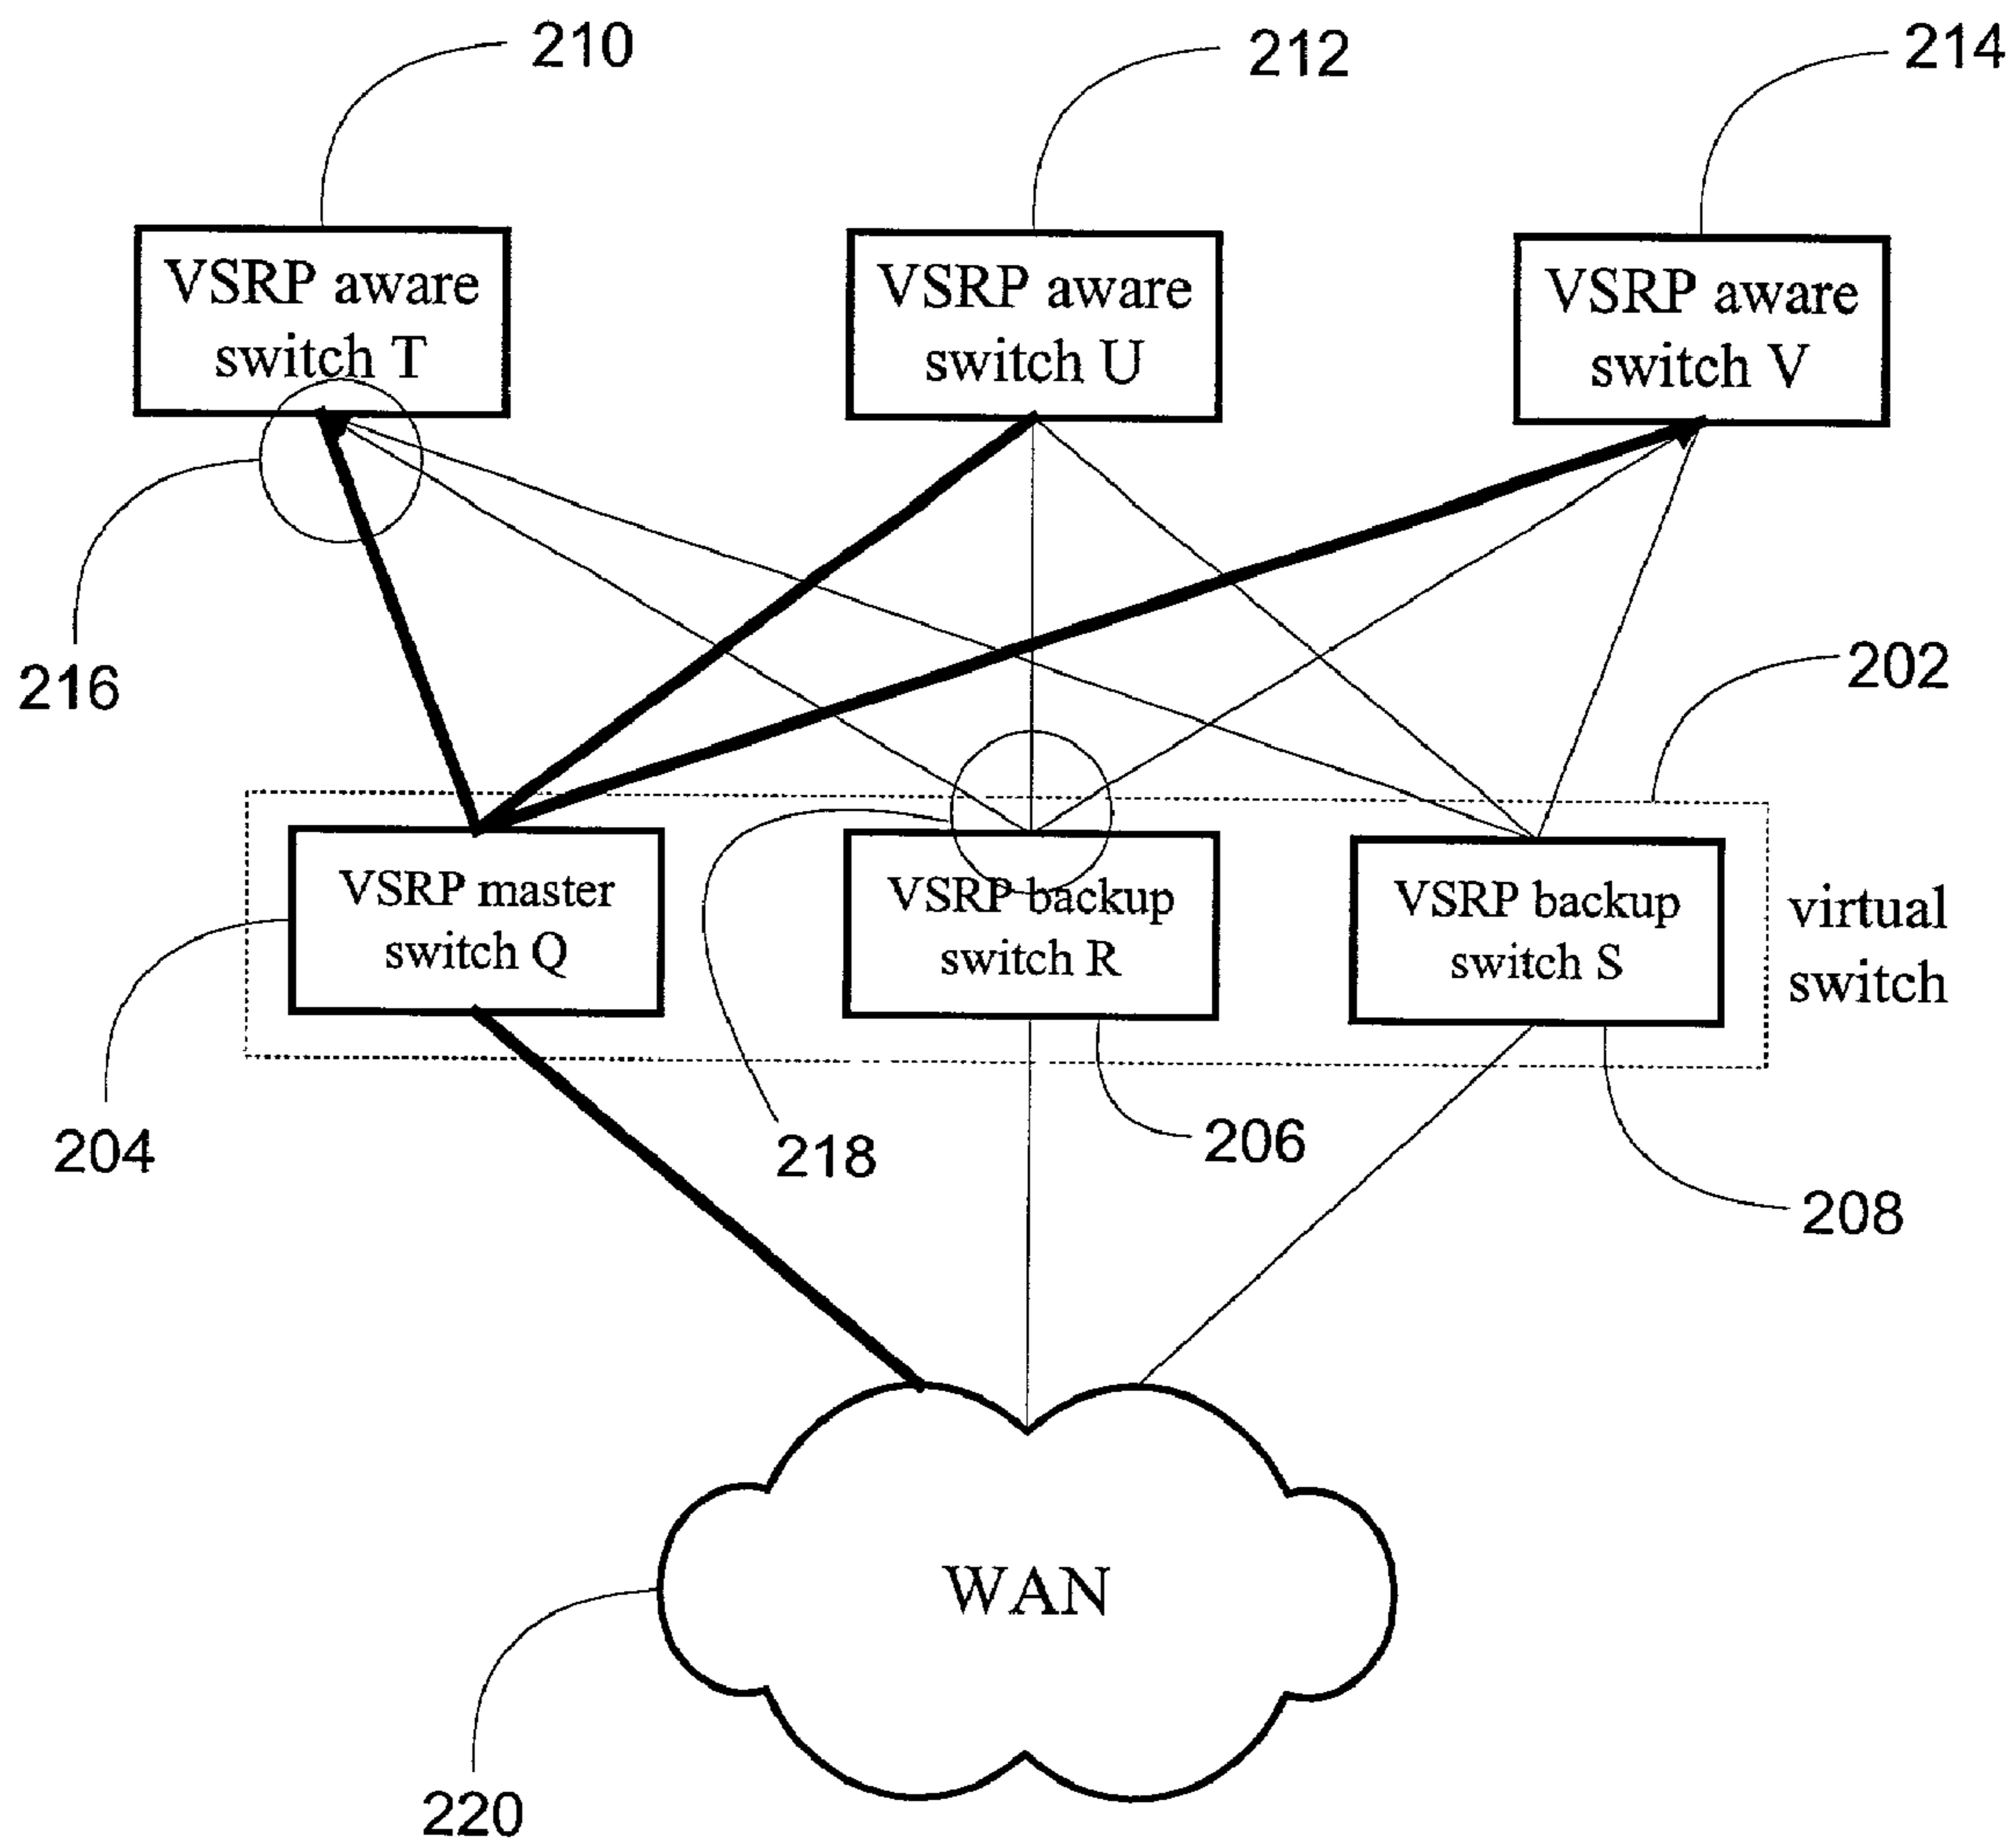 210
212
214
VSRP aware
switch T
VSRP aware
switch U
VSRP aware
switch V
216
202
VSRP master
switch Q
VSRP backup
switch R
VSRP backup
switch S
virtual
switch
204
218
206
208
WAN
220